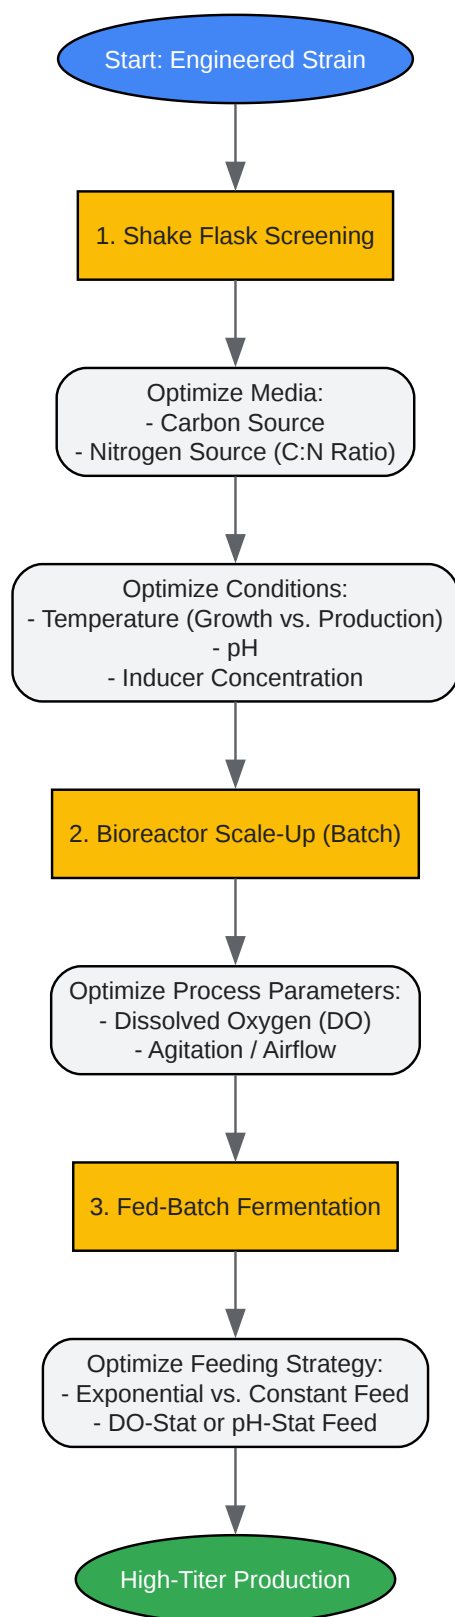 Start: Engineered Strain
1. Shake Flask Screening
Optimize Media:
- Carbon Source
- Nitrogen Source (C:N Ratio)
Optimize Conditions:
- Temperature (Growth vs. Production)
- pH
- Inducer Concentration
2. Bioreactor Scale-Up (Batch)
Optimize Process Parameters:
- Dissolved Oxygen (DO)
- Agitation / Airflow
3. Fed-Batch Fermentation
Optimize Feeding Strategy:
- Exponential vs. Constant Feed
- DO-Stat or pH-Stat Feed
High-Titer Production